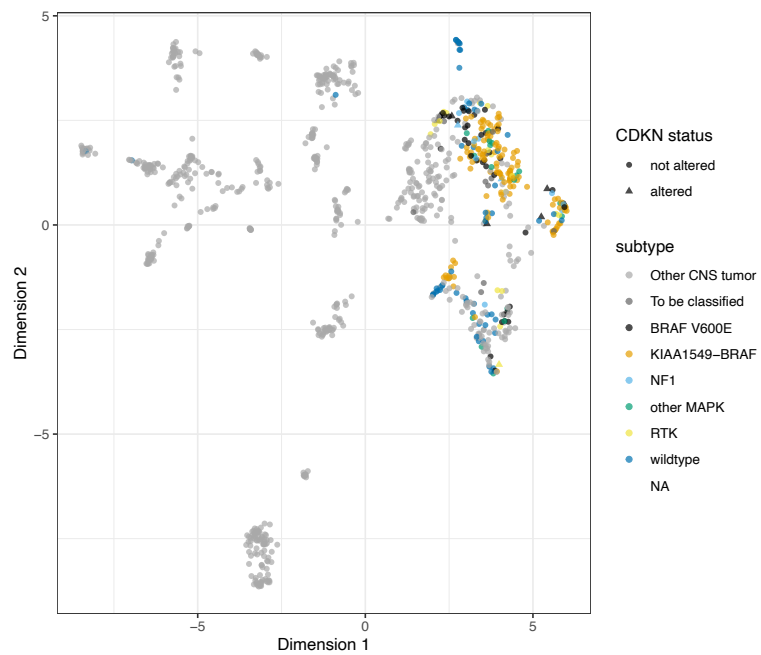 5
0
−5
Dimension 2
−5
0
5
Dimension 1
CDKN status
not altered
altered
subtype
Other CNS tumor
To be classified
BRAF V600E
KIAA1549−BRAF
NF1
other MAPK
RTK
wildtype
NA